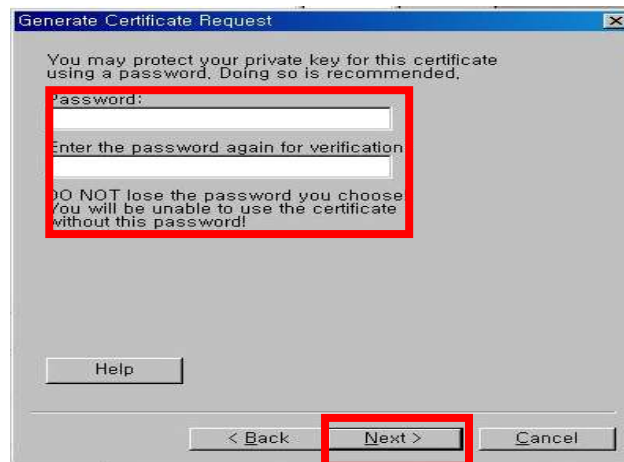 Generate Certificate Request
You may protect your private key for this certificate
using a password. Doing so is recommended.
Password:
Enter the password again for verification
DO NOT lose the password you choose!
You will be unable to use the certificate
without this password!
Help
< Back
Next >
Cancel